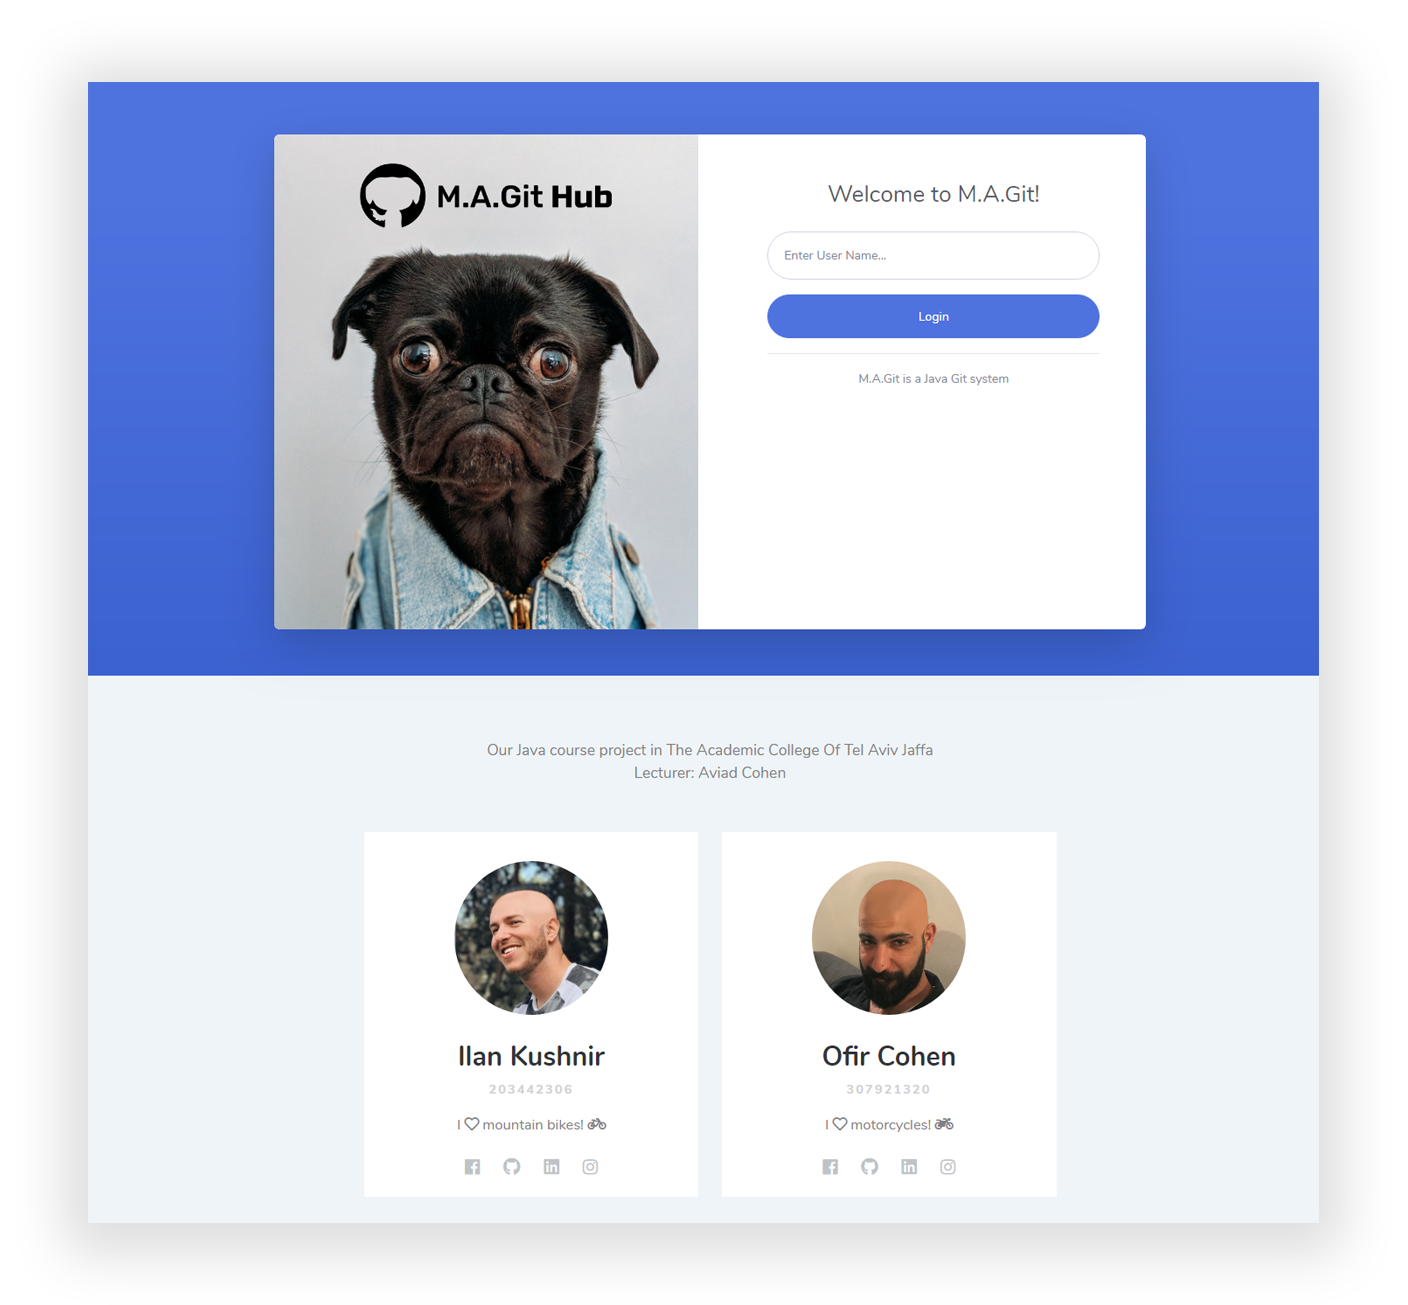 M.A.Git Hub
Welcome to M.A.Git!
Enter User Name...
Login
M.A.Git is a Java Git system
Our Java course project in The Academic College Of Tel Aviv Jaffa
Lecturer: Aviad Cohen
Ilan Kushnir
203442306
I mountain bikes!
Ofir Cohen
307921320
I motorcycles!